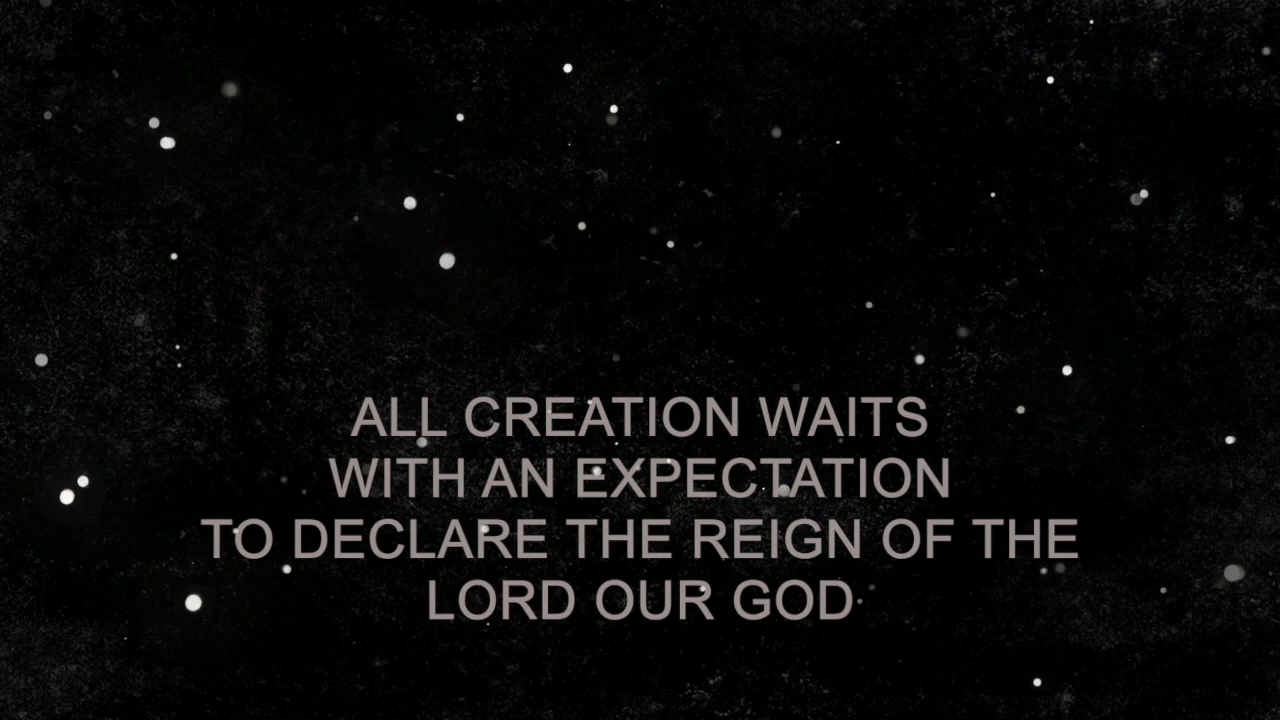 ALL CREATION WAITS
WITH AN EXPECTATION
TO DECLARE THE REIGN OF THE
LORD OUR GOD